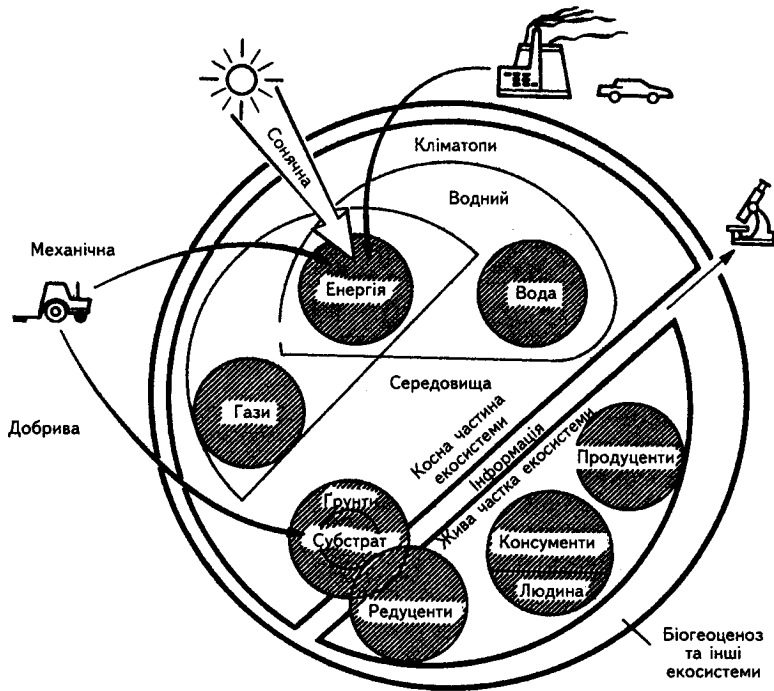 Кліматопи
Сонячна
Водний
Механічна
Енергія
Вода
Середовища
Гази
Добрива
Косна частина
екосистеми
Інформація
Жива частка екосистеми
Продуценти
Ґрунти
Субстрат
Консументи
Людина
Редуценти
Біогеоценоз
та інші
екосистеми